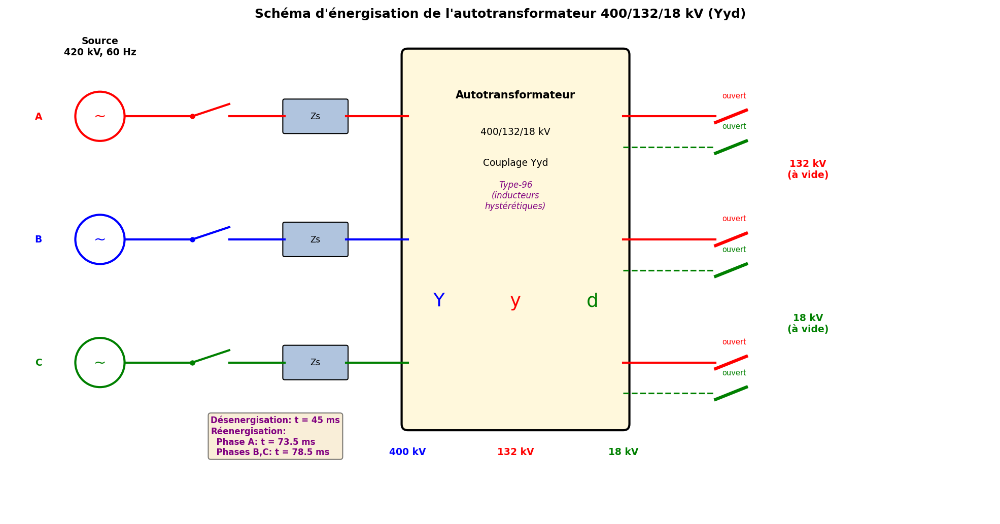 Schéma d'énergisation de l'autotransformateur 400/132/18 kV (Yyd)
Source
420 kV, 60 Hz
A
~
Zs
B
~
Zs
C
~
Zs
Autotransformateur
400/132/18 kV
Couplage Yyd
Type-96
(inducteurs
hystérétiques)
Y y d
ouvert
ouvert
132 kV
(à vide)
ouvert
ouvert
18 kV
(à vide)
ouvert
ouvert
Désenergisation: t = 45 ms
Réenergisation:
Phase A: t = 73.5 ms
Phases B,C: t = 78.5 ms
400 kV 132 kV 18 kV